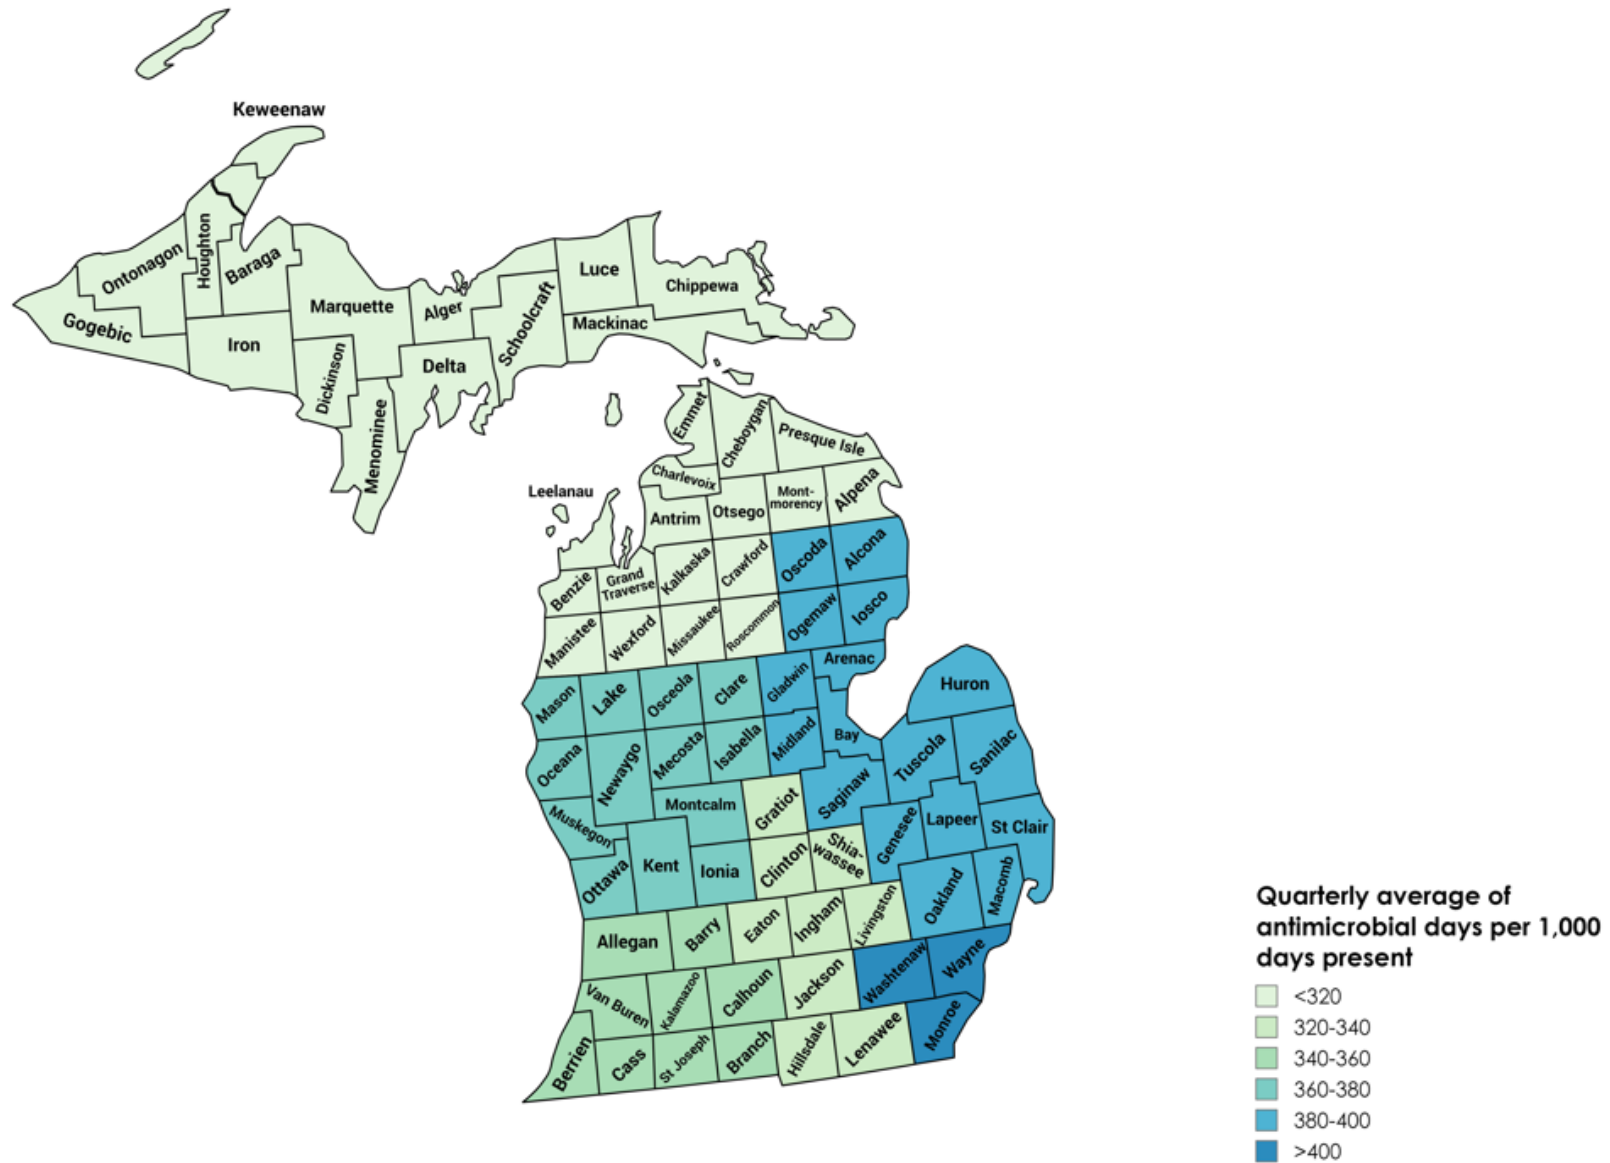 Keweenaw
Houghton
Ontonagon
Baraga
Luce
Chippewa
Marquette
Alger
Schoolcraft
Mackinac
Gogebic
Iron
Dickinson
Delta
Menominee
Emmet
Cheboygan
Presque Isle
Charlevoix
Leelanau
Antrim
Otsego
Mont-
morency
Alpena
Benzie
Grand
Traverse
Kalkaska
Crawford
Oscoda
Alcona
Manistee
Wexford
Missaukee
Roscommon
Ogemaw
Iosco
Arenac
Mason
Lake
Osceola
Clare
Gladwin
Huron
Oceana
Newaygo
Mecosta
Isabella
Midland
Bay
Tuscola
Sanilac
Muskegon
Montcalm
Gratiot
Saginaw
Genesee
Lapeer
St Clair
Ottawa
Kent
Ionia
Clinton
Shia-
wassee
Oakland
Macomb
Allegan
Barry
Eaton
Ingham
Livingston
Van Buren
Kalamazoo
Calhoun
Jackson
Washtenaw
Wayne
Berrien
Cass
St Joseph
Branch
Hillsdale
Lenawee
Monroe
Quarterly average of
antimicrobial days per 1,000
days present
<320
320-340
340-360
360-380
380-400
>400